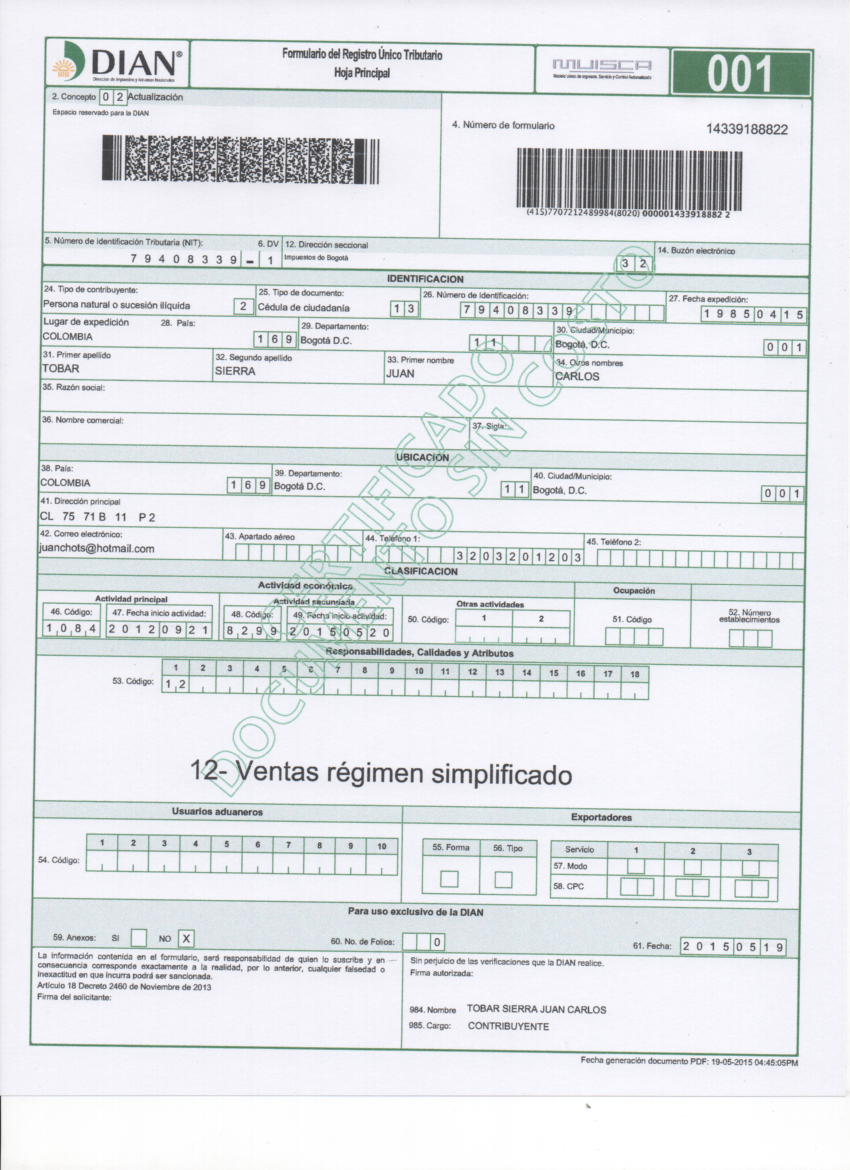 DIAN®
Dirección de Impuestos y Aduanas Nacionales
Formulario del Registro Único Tributario
Hoja Principal
MUISCA
Modelo Único de Ingresos, Servicio y Control Automatizado
001
2. Concepto 0 2 Actualización
Espacio reservado para la DIAN
4. Número de formulario 14339188822
(415)7707212489984(8020) 000001433918882 2
5. Número de Identificación Tributaria (NIT): 6. DV 12. Dirección seccional 14. Buzón electrónico
7 9 4 0 8 3 3 9 - 1 Impuestos de Bogotá 3 2
IDENTIFICACION
24. Tipo de contribuyente: 25. Tipo de documento: 26. Número de Identificación: 27. Fecha expedición:
Persona natural o sucesión ilíquida 2 Cédula de ciudadanía 1 3 7 9 4 0 8 3 3 9 1 9 8 5 0 4 1 5
Lugar de expedición 28. País: 29. Departamento: 30. Ciudad/Municipio:
COLOMBIA 1 6 9 Bogotá D.C. 1 1 Bogotá, D.C. 0 0 1
31. Primer apellido 32. Segundo apellido 33. Primer nombre 34. Otros nombres
TOBAR SIERRA JUAN CARLOS
35. Razón social:
36. Nombre comercial: 37. Sigla:
UBICACIÓN
38. País: 39. Departamento: 40. Ciudad/Municipio:
COLOMBIA 1 6 9 Bogotá D.C. 1 1 Bogotá, D.C. 0 0 1
41. Dirección principal
CL 75 71 B 11 P 2
42. Correo electrónico: 43. Apartado aéreo 44. Teléfono 1: 45. Teléfono 2:
juanchots@hotmail.com 3 2 0 3 2 0 1 2 0 3
CLASIFICACION
Actividad económica Ocupación
Actividad principal Actividad secundaria Otras actividades
46. Código: 47. Fecha inicio actividad: 48. Código: 49. Fecha inicio actividad: 50. Código: 1 2 51. Código 52. Número establecimientos
1 0 8 4 2 0 1 2 0 9 2 1 8 2 9 9 2 0 1 5 0 5 2 0
Responsabilidades, Calidades y Atributos
1 2 3 4 5 6 7 8 9 10 11 12 13 14 15 16 17 18
53. Código: 1 2
12- Ventas régimen simplificado
CERTIFICADO
DOCUMENTO SIN COSTO
Usuarios aduaneros Exportadores
1 2 3 4 5 6 7 8 9 10
54. Código:
55. Forma 56. Tipo Servicio 1 2 3
57. Modo
58. CPC
Para uso exclusivo de la DIAN
59. Anexos: SI NO X 60. No. de Folios: 0 61. Fecha: 2 0 1 5 0 5 1 9
La información contenida en el formulario, será responsabilidad de quien lo suscribe y en
consecuencia corresponde exactamente a la realidad, por lo anterior, cualquier falsedad o
inexactitud en que incurra podrá ser sancionada.
Artículo 18 Decreto 2460 de Noviembre de 2013
Firma del solicitante:
Sin perjuicio de las verificaciones que la DIAN realice.
Firma autorizada:
984. Nombre TOBAR SIERRA JUAN CARLOS
985. Cargo: CONTRIBUYENTE
Fecha generación documento PDF: 19-05-2015 04:45:05PM